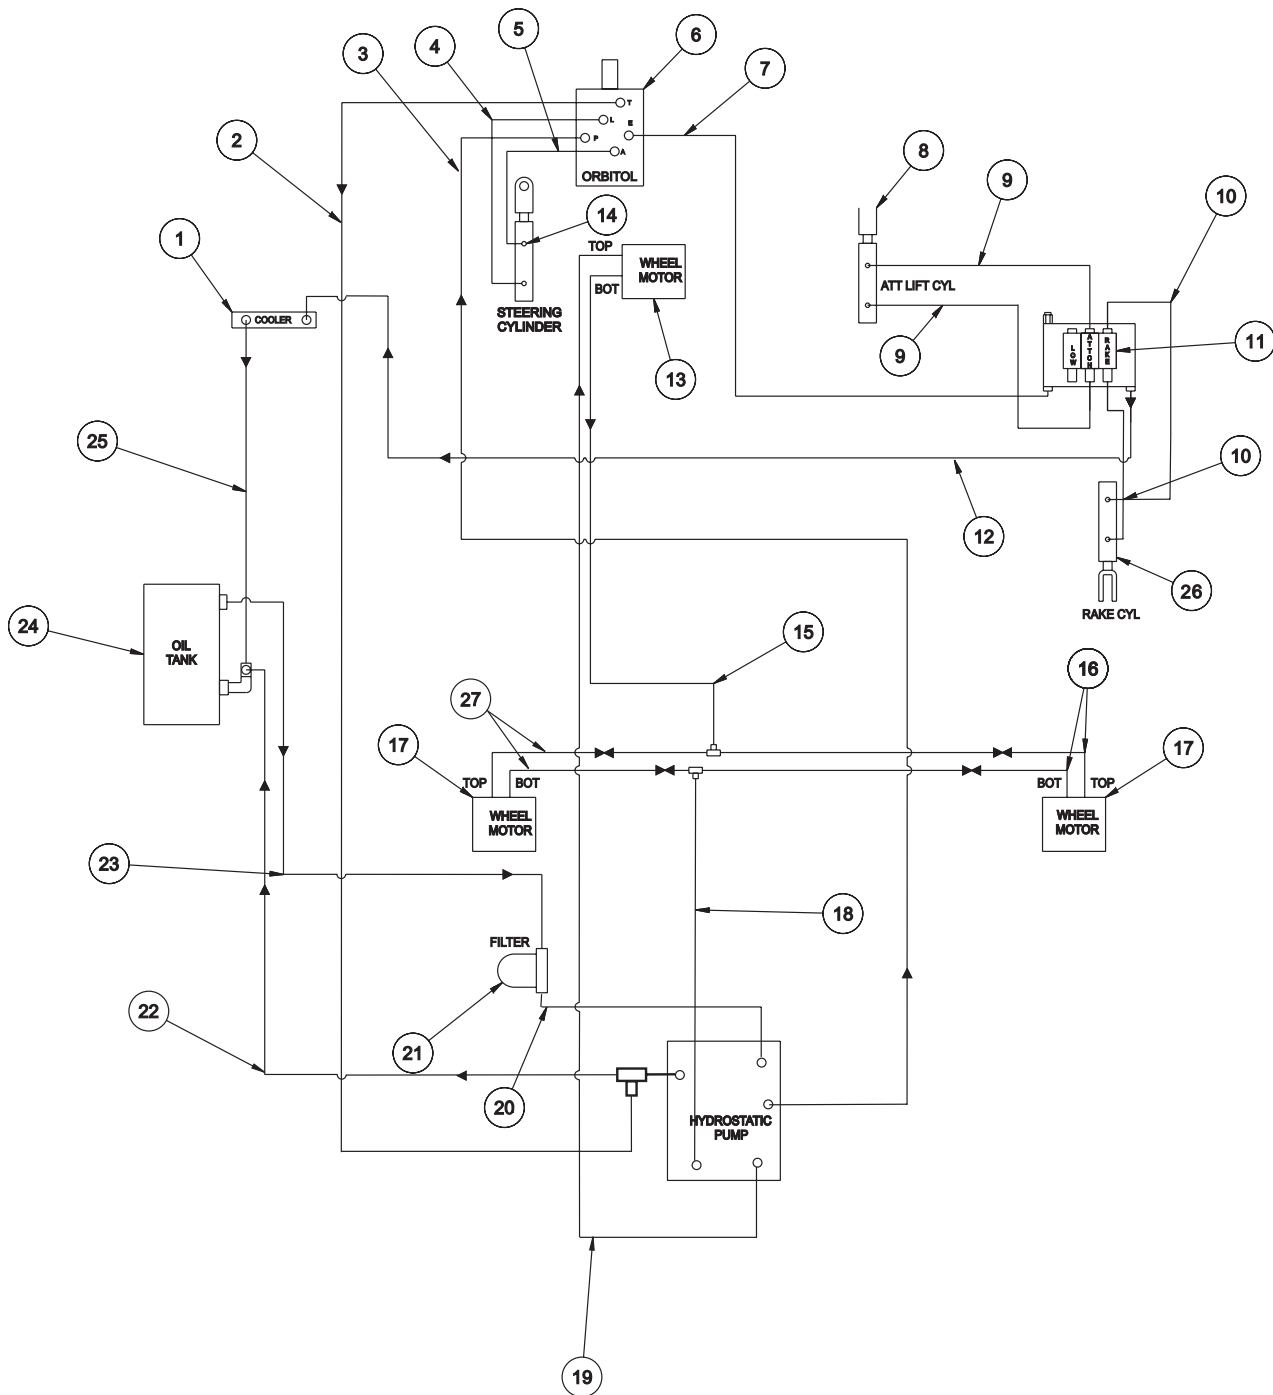 5
4
6
3
7
T
L
E
P
A
2
8
ORBITOL
9
10
14
1
TOP
WHEEL
MOTOR
BOT
ATT LIFT CYL
STEERING
CYLINDER
COOLER
9
LOW
ATTCH
RAKE
11
13
25
10
12
26
RAKE CYL
24
OIL
TANK
15
16
27
17
17
TOP
BOT
BOT
TOP
WHEEL
MOTOR
WHEEL
MOTOR
23
18
FILTER
22
21
20
HYDROSTATIC
PUMP
19